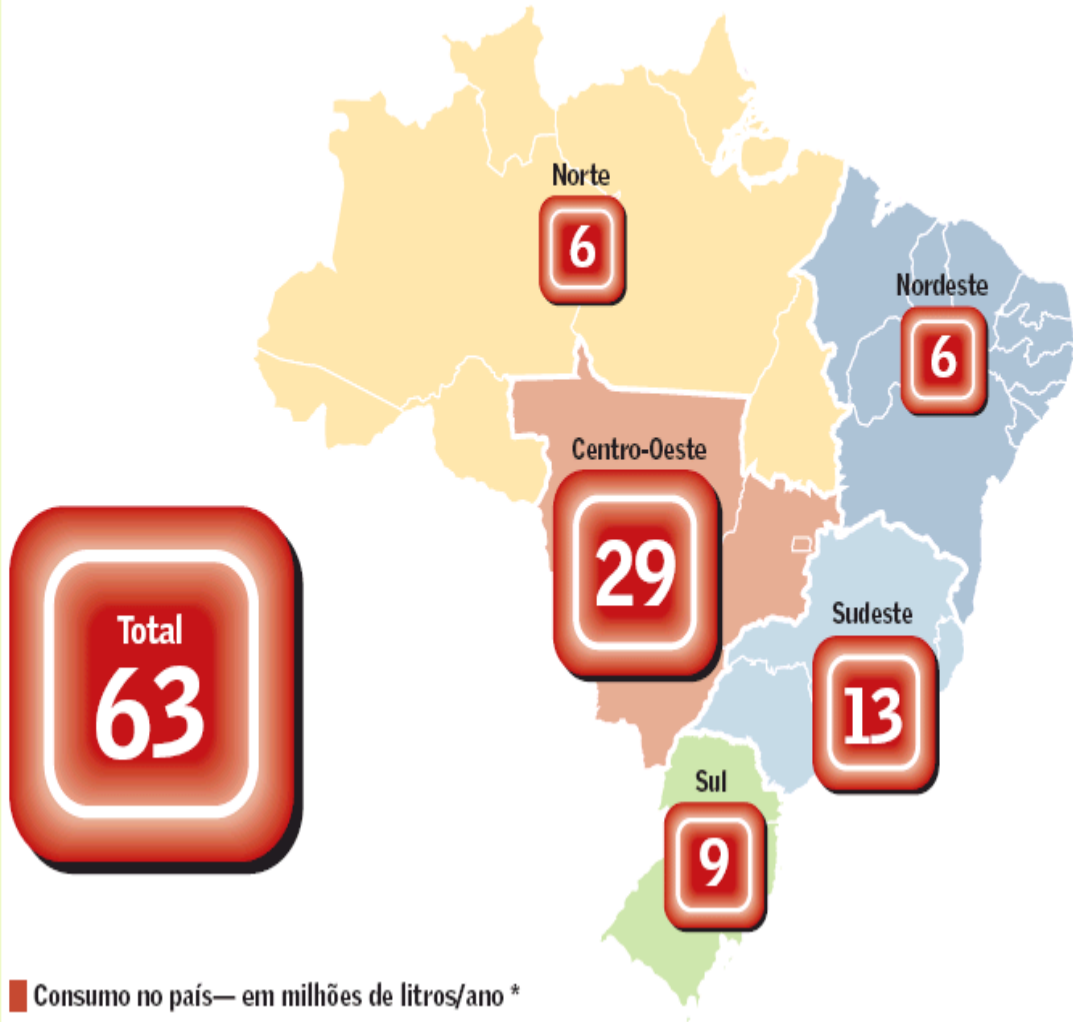 Norte
6
Nordeste
6
Centro-Oeste
29
Total
63
Sudeste
13
Sul
9
Consumo no país— em milhões de litros/ano *